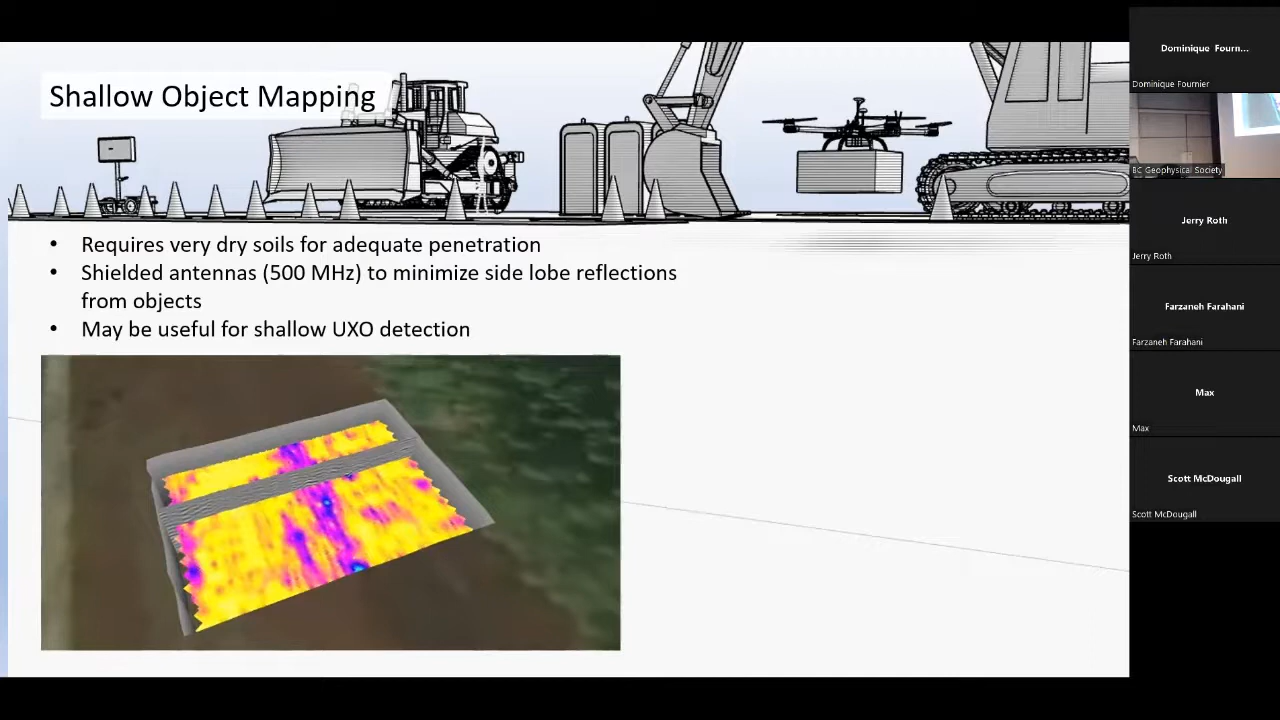 Shallow Object Mapping
• Requires very dry soils for adequate penetration
• Shielded antennas (500 MHz) to minimize side lobe reflections
from objects
• May be useful for shallow UXO detection
Dominique Fourn...
Dominique Fournier
BC Geophysical Society
Jerry Roth
Jerry Roth
Farzaneh Farahani
Farzaneh Farahani
Max
Max
Scott McDougall
Scott McDougall